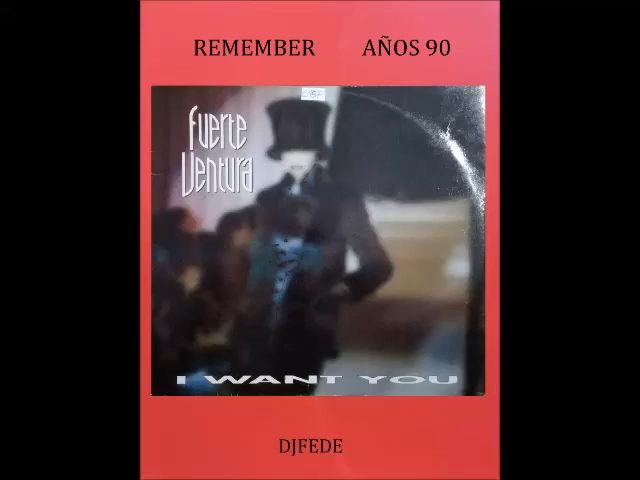 REMEMBER AÑOS 90
Fuerte
Ventura
I WANT YOU
DJFEDE